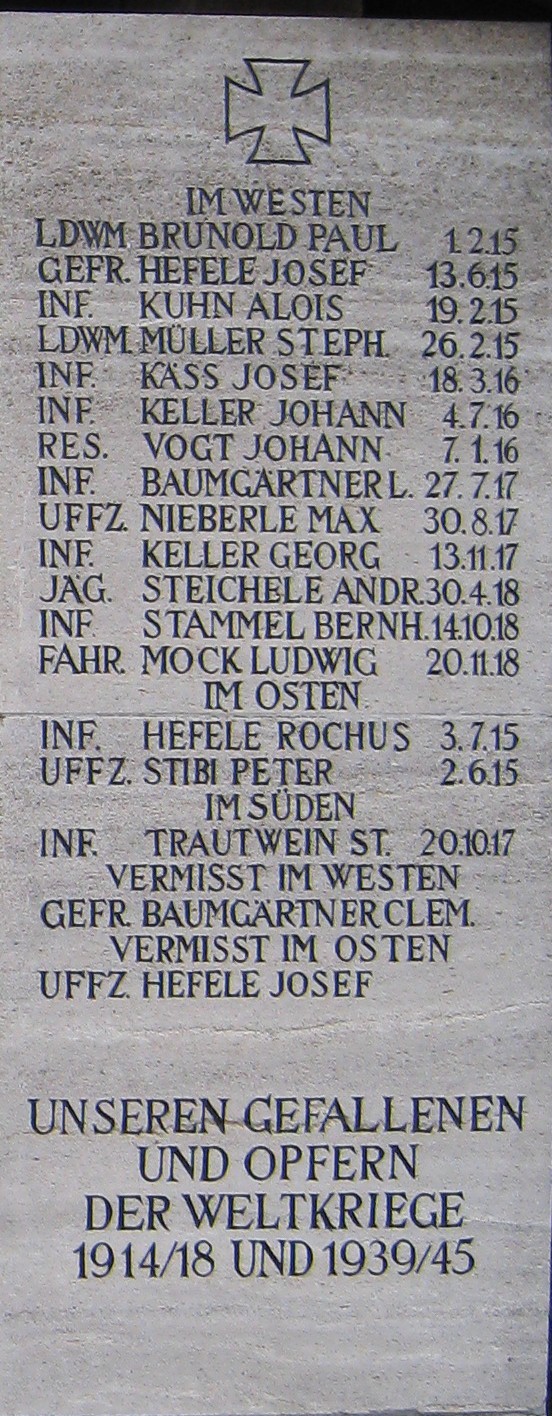 IM WESTEN
LDWM BRUNOLD PAUL 1.2.15
GEFR. HEFELE JOSEF 13.6.15
INF. KUHN ALOIS 19.2.15
LDWM. MÜLLER STEPH. 26.2.15
INF. KÄSS JOSEF 18.3.16
INF. KELLER JOHANN 4.7.16
RES. VOGT JOHANN 7.1.16
INF. BAUMGÄRTNER L. 27.7.17
UFFZ. NIEBERLE MAX 30.8.17
INF. KELLER GEORG 13.11.17
JÄG. STEICHELE ANDR. 30.4.18
INF. STAMMEL BERNH. 14.10.18
FAHR. MOCK LUDWIG 20.11.18
IM OSTEN
INF. HEFELE ROCHUS 3.7.15
UFFZ. STIBI PETER 2.6.15
IM SÜDEN
INF. TRAUTWEIN ST. 20.10.17
VERMISST IM WESTEN
GEFR. BAUMGÄRTNER CLEM.
VERMISST IM OSTEN
UFFZ. HEFELE JOSEF
UNSEREN GEFALLENEN
UND OPFERN
DER WELTKRIEGE
1914/18 UND 1939/45